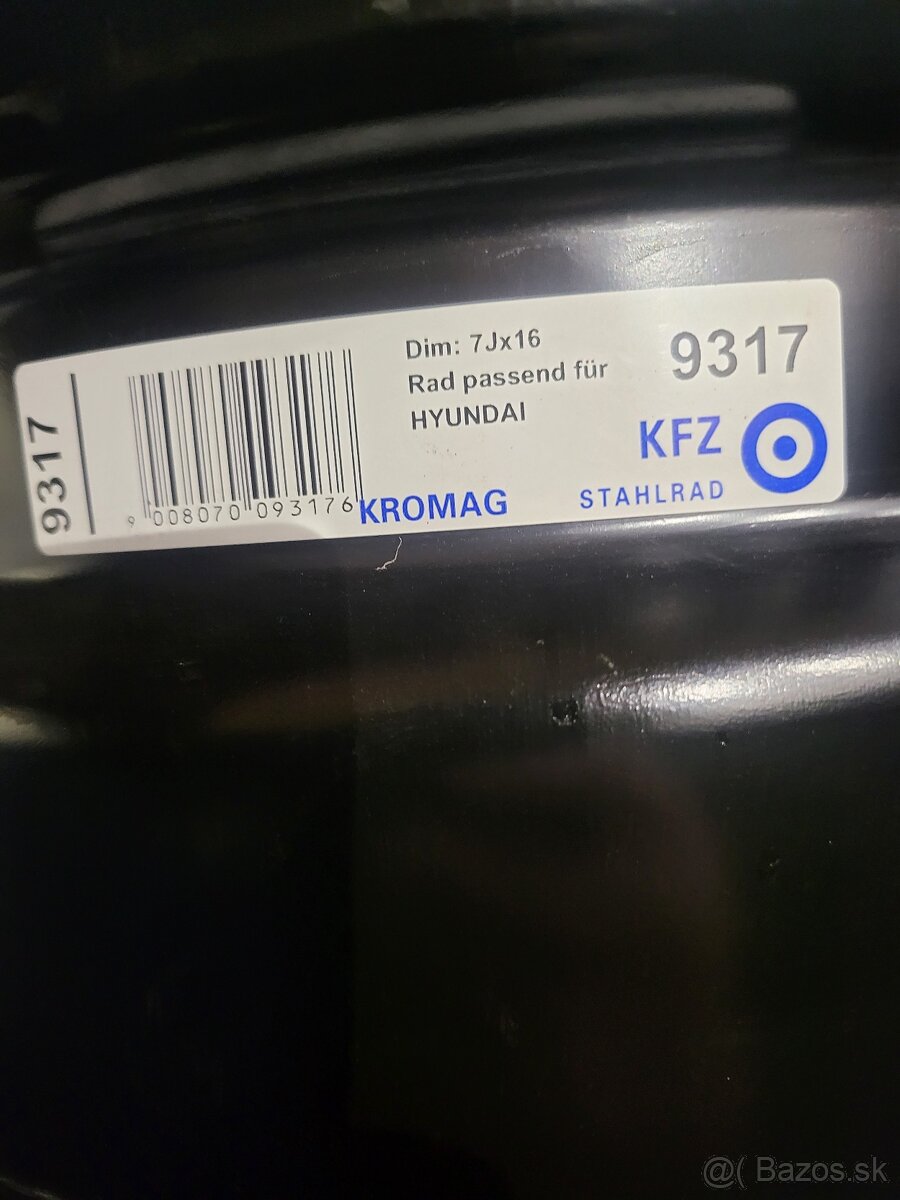 9317
9 008070 093176
Dim: 7Jx16
Rad passend für
HYUNDAI
KROMAG
9317
KFZ
STAHLRAD
@( Bazos.sk